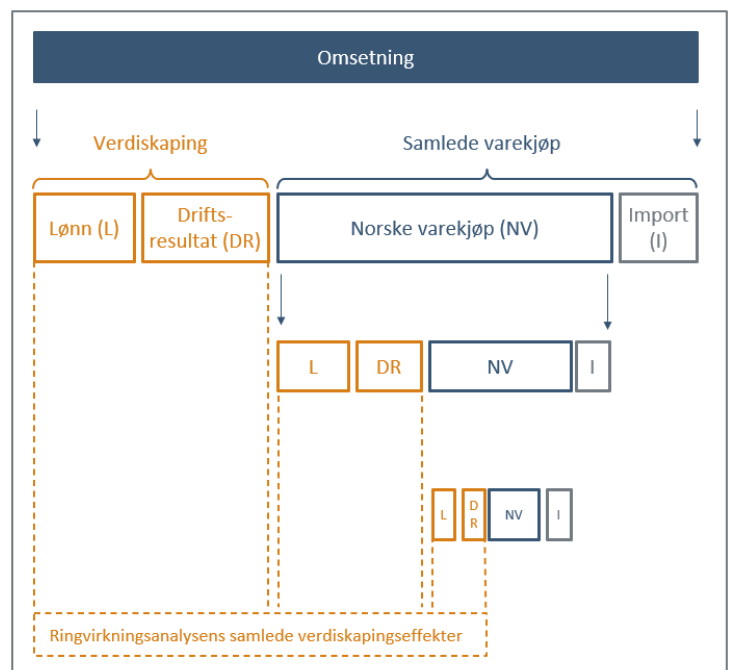 Omsetning
Verdiskaping
Samlede varekjøp
Lønn (L)
Drifts-
resultat (DR)
Norske varekjøp (NV)
Import
(I)
L
DR
NV
I
L
D
R
NV
I
Ringvirkningsanalysens samlede verdiskapingseffekter